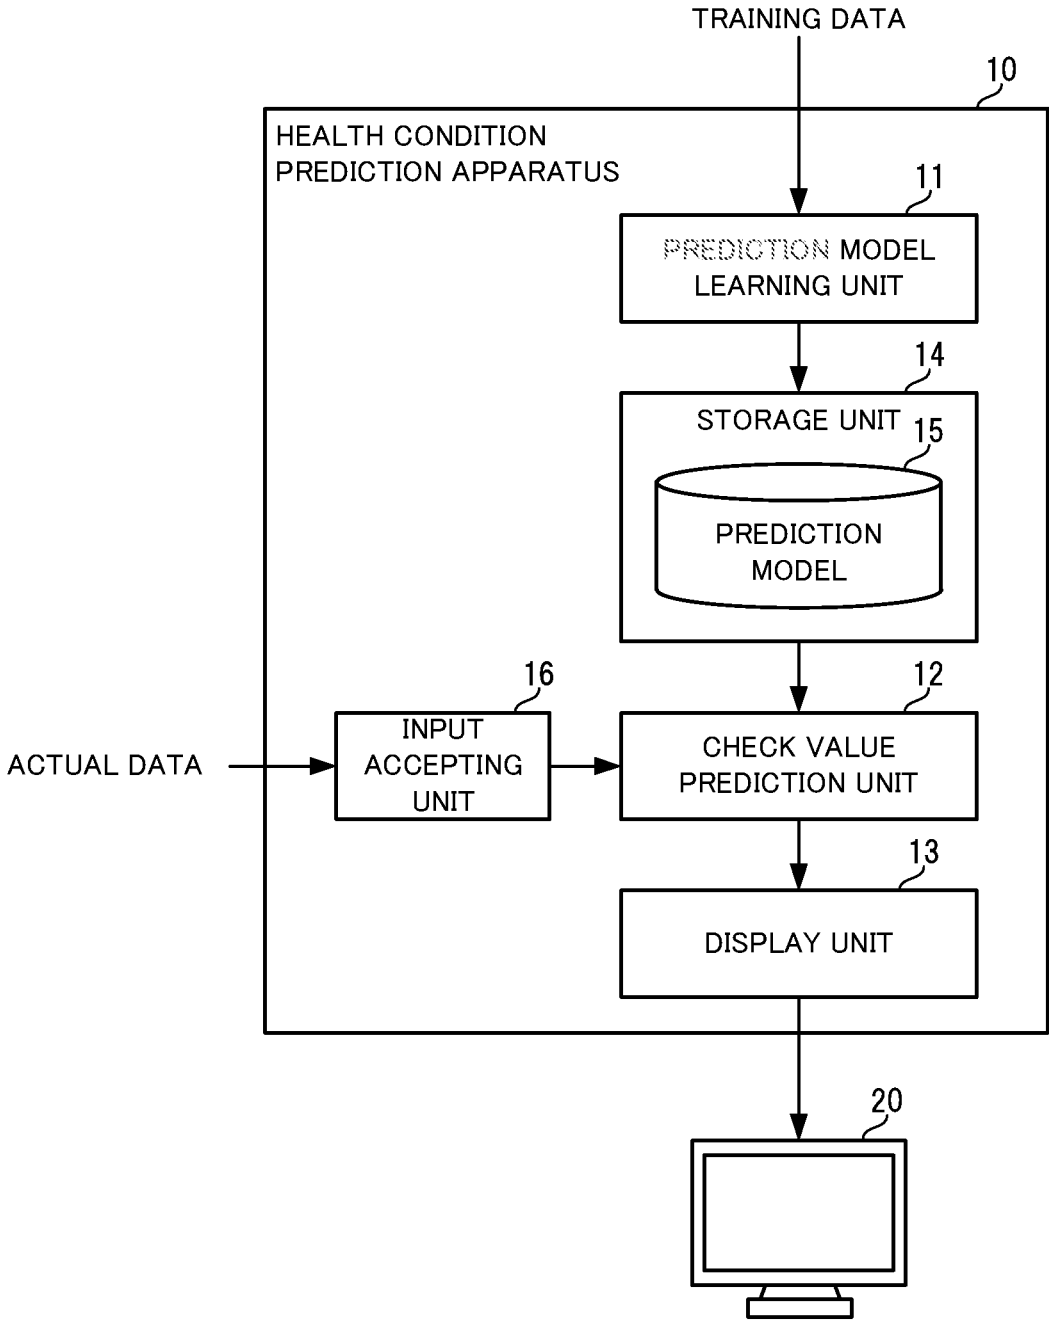 TRAINING DATA
10
HEALTH CONDITION
PREDICTION APPARATUS
11
PREDICTION MODEL
LEARNING UNIT
14
STORAGE UNIT
15
PREDICTION
MODEL
16
12
INPUT
ACCEPTING
UNIT
CHECK VALUE
PREDICTION UNIT
ACTUAL DATA
13
DISPLAY UNIT
20